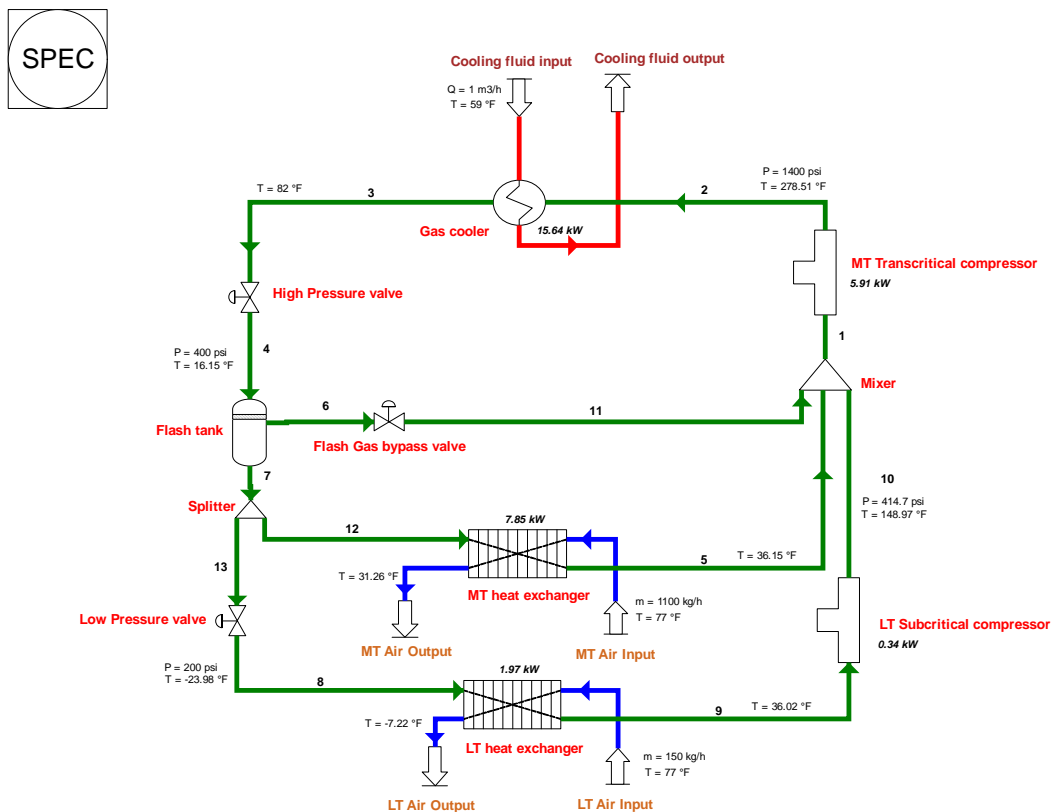 SPEC
Cooling fluid input
Cooling fluid output
Q = 1 m3/h
T = 59 °F
P = 1400 psi
T = 278.51 °F
T = 82 °F
3
2
Gas cooler
15.64 kW
MT Transcritical compressor
5.91 kW
High Pressure valve
1
4
P = 400 psi
T = 16.15 °F
Mixer
6
11
Flash tank
Flash Gas bypass valve
7
10
Splitter
P = 414.7 psi
T = 148.97 °F
12
7.85 kW
5
T = 36.15 °F
13
T = 31.26 °F
MT heat exchanger
m = 1100 kg/h
T = 77 °F
Low Pressure valve
LT Subcritical compressor
0.34 kW
MT Air Output
MT Air Input
P = 200 psi
T = -23.98 °F
1.97 kW
8
9
T = 36.02 °F
T = -7.22 °F
LT heat exchanger
m = 150 kg/h
T = 77 °F
LT Air Output
LT Air Input